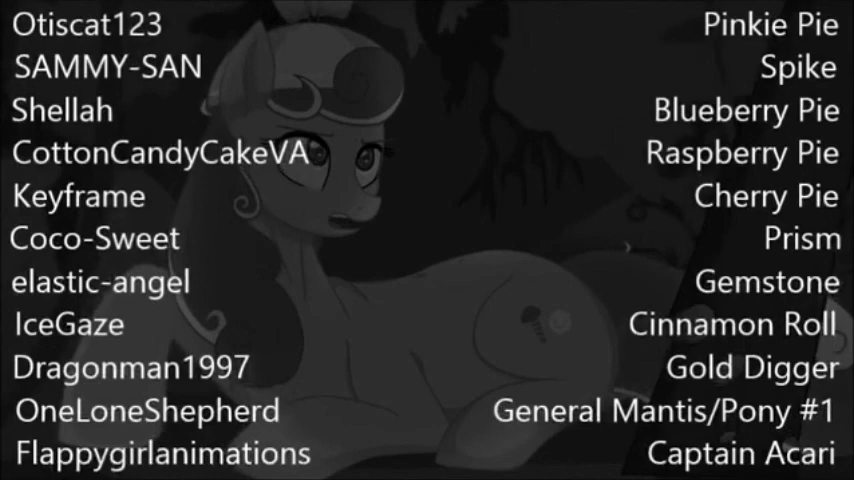 Otiscat123 Pinkie Pie
SAMMY-SAN Spike
Shellah Blueberry Pie
CottonCandyCakeVA Raspberry Pie
Keyframe Cherry Pie
Coco-Sweet Prism
elastic-angel Gemstone
IceGaze Cinnamon Roll
Dragonman1997 Gold Digger
OneLoneShepherd General Mantis/Pony #1
Flappygirlanimations Captain Acari